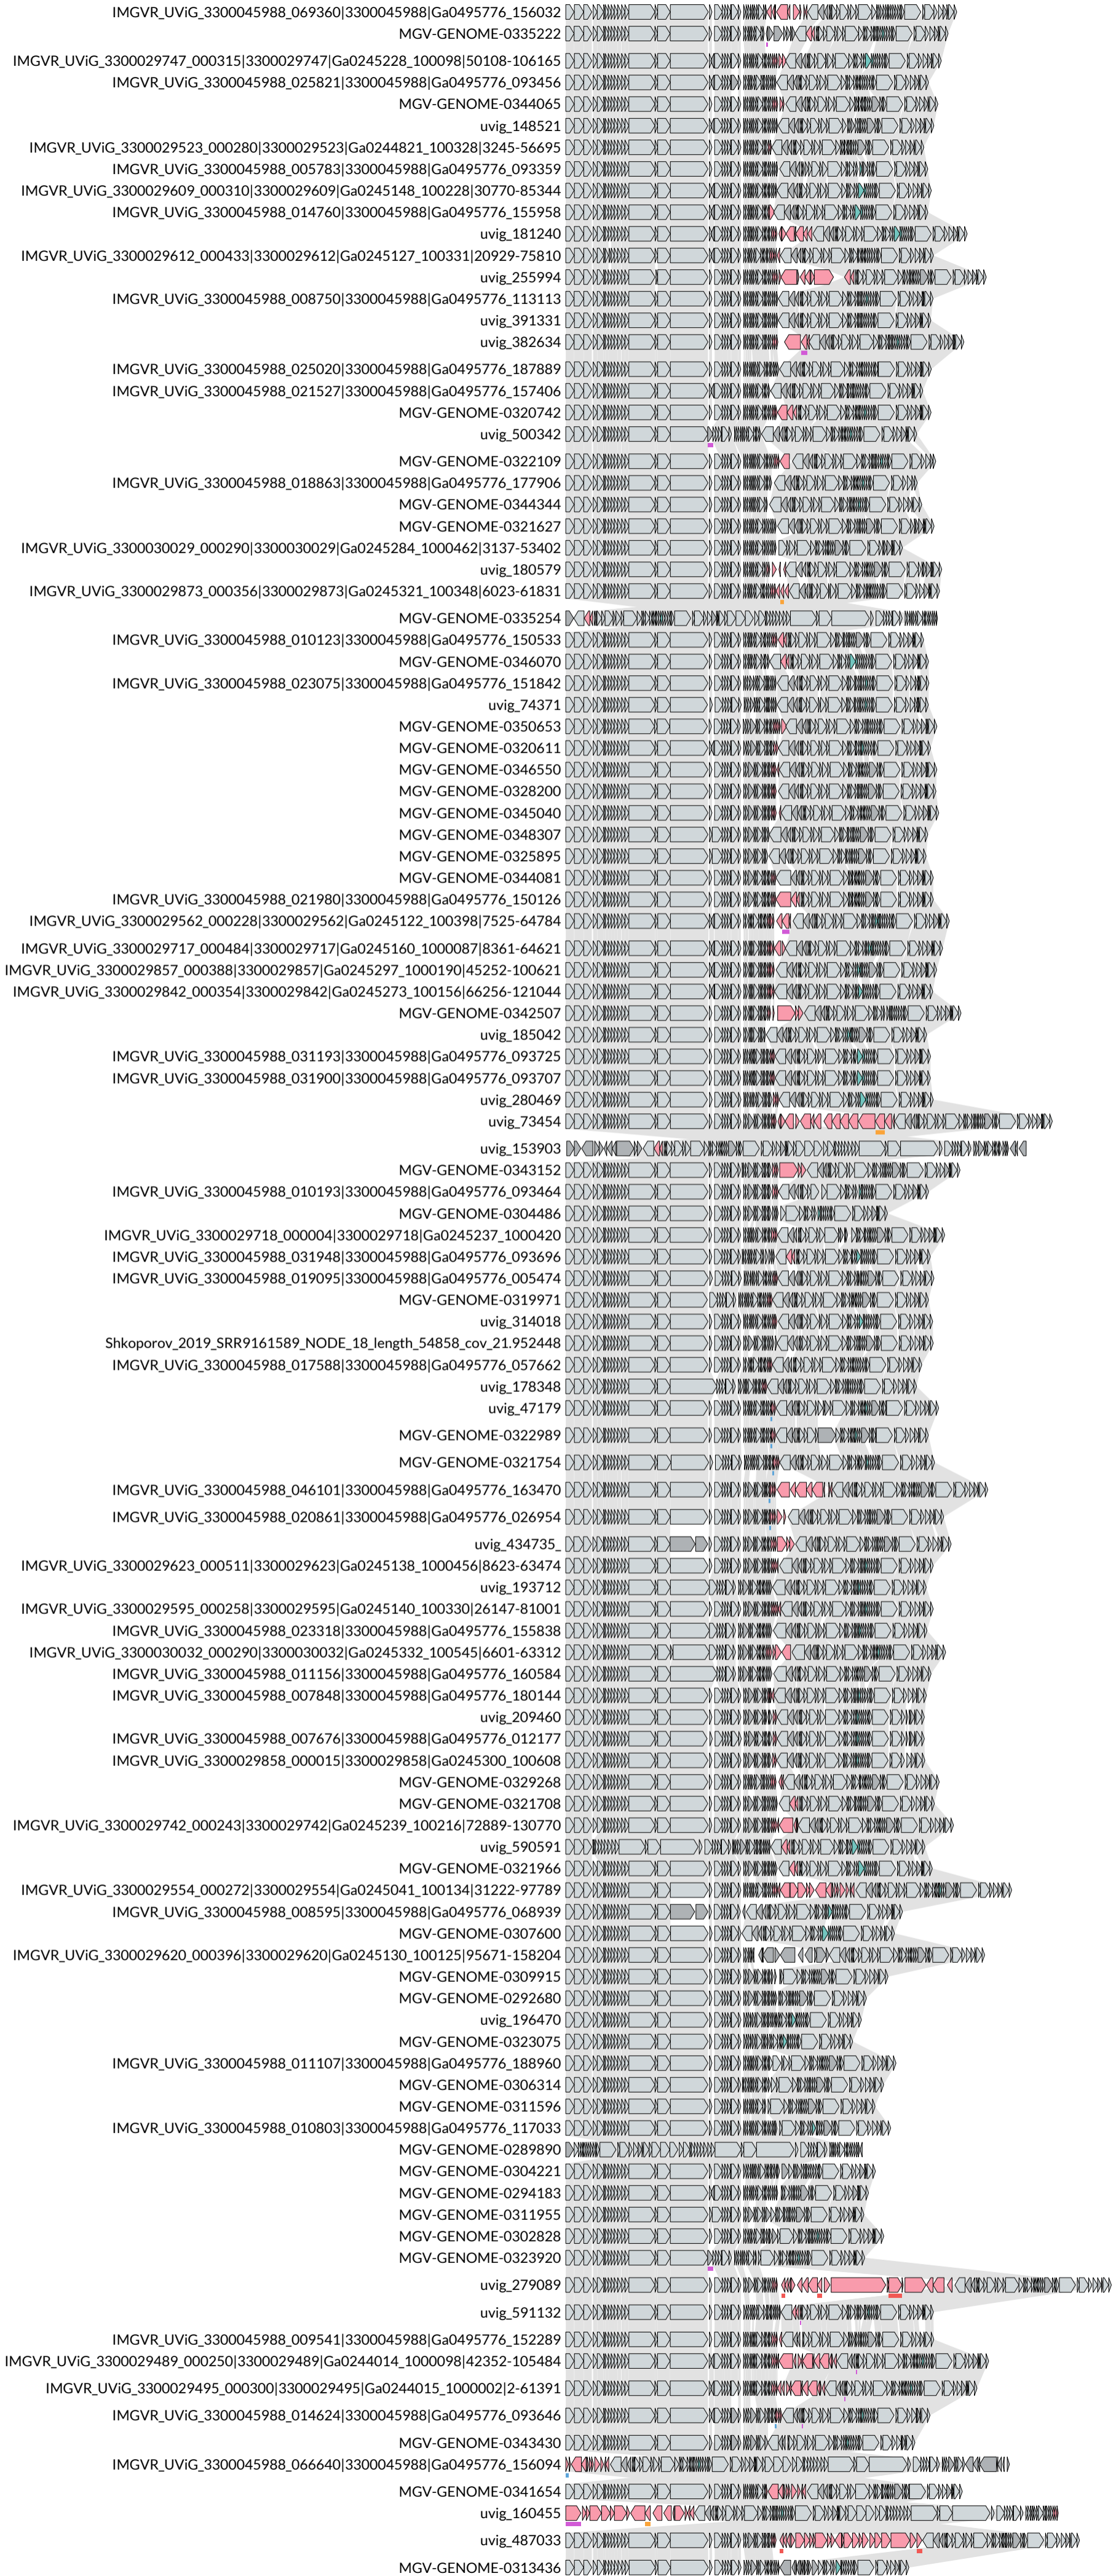 IMGVR_UViG_3300045988_069360|3300045988|Ga0495776_156032
MGV-GENOME-0335222
IMGVR_UViG_3300029747_000315|3300029747|Ga0245228_100098|50108-106165
IMGVR_UViG_3300045988_025821|3300045988|Ga0495776_093456
MGV-GENOME-0344065
uvig_148521
IMGVR_UViG_3300029523_000280|3300029523|Ga0244821_100328|3245-56695
IMGVR_UViG_3300045988_005783|3300045988|Ga0495776_093359
IMGVR_UViG_3300029609_000310|3300029609|Ga0245148_100228|30770-85344
IMGVR_UViG_3300045988_014760|3300045988|Ga0495776_155958
uvig_181240
IMGVR_UViG_3300029612_000433|3300029612|Ga0245127_100331|20929-75810
uvig_255994
IMGVR_UViG_3300045988_008750|3300045988|Ga0495776_113113
uvig_391331
uvig_382634
IMGVR_UViG_3300045988_025020|3300045988|Ga0495776_187889
IMGVR_UViG_3300045988_021527|3300045988|Ga0495776_157406
MGV-GENOME-0320742
uvig_500342
MGV-GENOME-0322109
IMGVR_UViG_3300045988_018863|3300045988|Ga0495776_177906
MGV-GENOME-0344344
MGV-GENOME-0321627
IMGVR_UViG_3300030029_000290|3300030029|Ga0245284_1000462|3137-53402
uvig_180579
IMGVR_UViG_3300029873_000356|3300029873|Ga0245321_100348|6023-61831
MGV-GENOME-0335254
IMGVR_UViG_3300045988_010123|3300045988|Ga0495776_150533
MGV-GENOME-0346070
IMGVR_UViG_3300045988_023075|3300045988|Ga0495776_151842
uvig_74371
MGV-GENOME-0350653
MGV-GENOME-0320611
MGV-GENOME-0346550
MGV-GENOME-0328200
MGV-GENOME-0345040
MGV-GENOME-0348307
MGV-GENOME-0325895
MGV-GENOME-0344081
IMGVR_UViG_3300045988_021980|3300045988|Ga0495776_150126
IMGVR_UViG_3300029562_000228|3300029562|Ga0245122_100398|7525-64784
IMGVR_UViG_3300029717_000484|3300029717|Ga0245160_1000087|8361-64621
IMGVR_UViG_3300029857_000388|3300029857|Ga0245297_1000190|45252-100621
IMGVR_UViG_3300029842_000354|3300029842|Ga0245273_100156|66256-121044
MGV-GENOME-0342507
uvig_185042
IMGVR_UViG_3300045988_031193|3300045988|Ga0495776_093725
IMGVR_UViG_3300045988_031900|3300045988|Ga0495776_093707
uvig_280469
uvig_73454
uvig_153903
MGV-GENOME-0343152
IMGVR_UViG_3300045988_010193|3300045988|Ga0495776_093464
MGV-GENOME-0304486
IMGVR_UViG_3300029718_000004|3300029718|Ga0245237_1000420
IMGVR_UViG_3300045988_031948|3300045988|Ga0495776_093696
IMGVR_UViG_3300045988_019095|3300045988|Ga0495776_005474
MGV-GENOME-0319971
uvig_314018
Shkoporov_2019_SRR9161589_NODE_18_length_54858_cov_21.952448
IMGVR_UViG_3300045988_017588|3300045988|Ga0495776_057662
uvig_178348
uvig_47179
MGV-GENOME-0322989
MGV-GENOME-0321754
IMGVR_UViG_3300045988_046101|3300045988|Ga0495776_163470
IMGVR_UViG_3300045988_020861|3300045988|Ga0495776_026954
uvig_434735_
IMGVR_UViG_3300029623_000511|3300029623|Ga0245138_1000456|8623-63474
uvig_193712
IMGVR_UViG_3300029595_000258|3300029595|Ga0245140_100330|26147-81001
IMGVR_UViG_3300045988_023318|3300045988|Ga0495776_155838
IMGVR_UViG_3300030032_000290|3300030032|Ga0245332_100545|6601-63312
IMGVR_UViG_3300045988_011156|3300045988|Ga0495776_160584
IMGVR_UViG_3300045988_007848|3300045988|Ga0495776_180144
uvig_209460
IMGVR_UViG_3300045988_007676|3300045988|Ga0495776_012177
IMGVR_UViG_3300029858_000015|3300029858|Ga0245300_100608
MGV-GENOME-0329268
MGV-GENOME-0321708
IMGVR_UViG_3300029742_000243|3300029742|Ga0245239_100216|72889-130770
uvig_590591
MGV-GENOME-0321966
IMGVR_UViG_3300029554_000272|3300029554|Ga0245041_100134|31222-97789
IMGVR_UViG_3300045988_008595|3300045988|Ga0495776_068939
MGV-GENOME-0307600
IMGVR_UViG_3300029620_000396|3300029620|Ga0245130_100125|95671-158204
MGV-GENOME-0309915
MGV-GENOME-0292680
uvig_196470
MGV-GENOME-0323075
IMGVR_UViG_3300045988_011107|3300045988|Ga0495776_188960
MGV-GENOME-0306314
MGV-GENOME-0311596
IMGVR_UViG_3300045988_010803|3300045988|Ga0495776_117033
MGV-GENOME-0289890
MGV-GENOME-0304221
MGV-GENOME-0294183
MGV-GENOME-0311955
MGV-GENOME-0302828
MGV-GENOME-0323920
uvig_279089
uvig_591132
IMGVR_UViG_3300045988_009541|3300045988|Ga0495776_152289
IMGVR_UViG_3300029489_000250|3300029489|Ga0244014_1000098|42352-105484
IMGVR_UViG_3300029495_000300|3300029495|Ga0244015_1000002|2-61391
IMGVR_UViG_3300045988_014624|3300045988|Ga0495776_093646
MGV-GENOME-0343430
IMGVR_UViG_3300045988_066640|3300045988|Ga0495776_156094
MGV-GENOME-0341654
uvig_160455
uvig_487033
MGV-GENOME-0313436